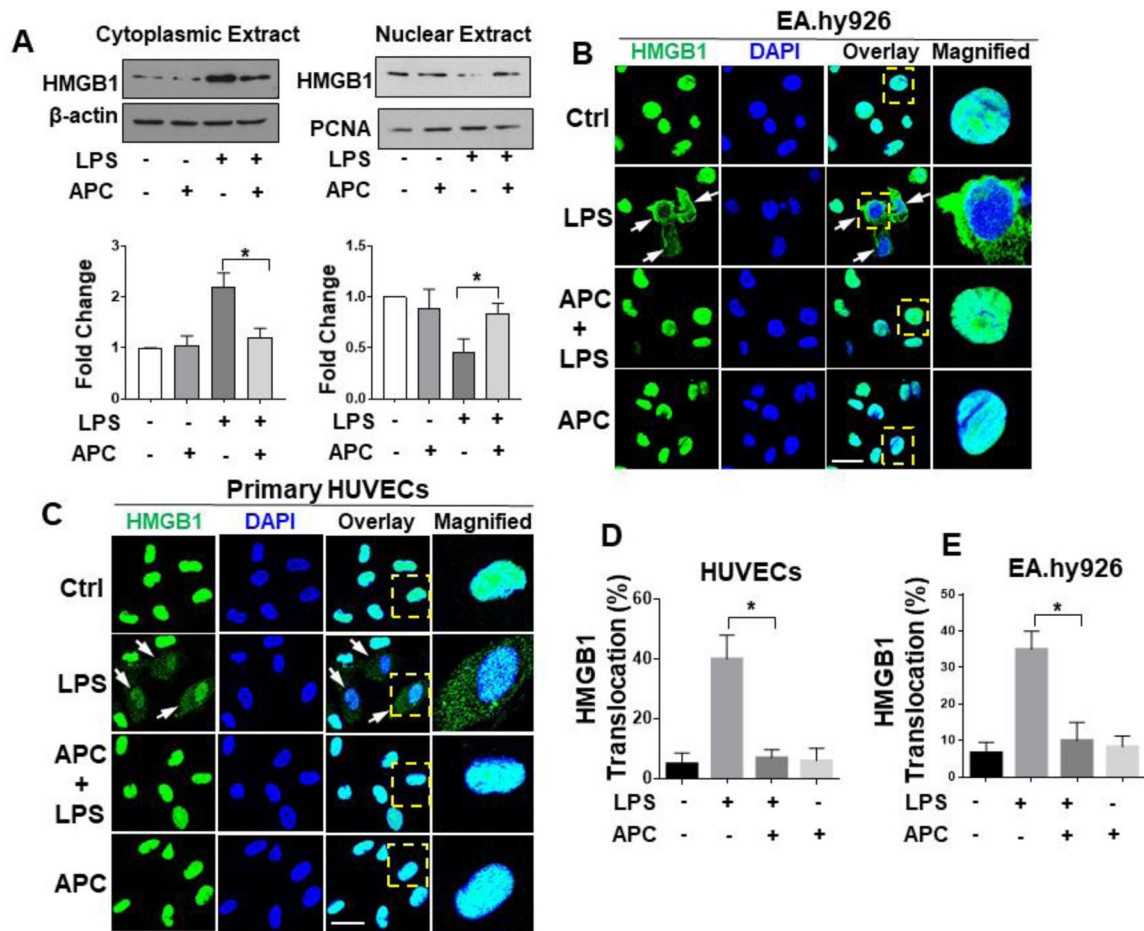 A
Cytoplasmic Extract
Nuclear Extract
HMGB1
HMGB1
β-actin
PCNA
LPS - - + +
APC - + - +
LPS - - + +
APC - + - +
Fold Change
3
2
1
0
*
LPS - - + +
APC - + - +
Fold Change
1.5
1.0
0.5
0.0
*
LPS - - + +
APC - + - +
B
EA.hy926
HMGB1 DAPI Overlay Magnified
Ctrl
LPS
APC
+
LPS
APC
C
Primary HUVECs
HMGB1 DAPI Overlay Magnified
Ctrl
LPS
APC
+
LPS
APC
D
HUVECs
HMGB1
Translocation (%)
60
40
20
0
*
LPS - + + -
APC - - + +
E
EA.hy926
HMGB1
Translocation (%)
50
40
30
20
10
0
*
LPS - + + -
APC - - + +